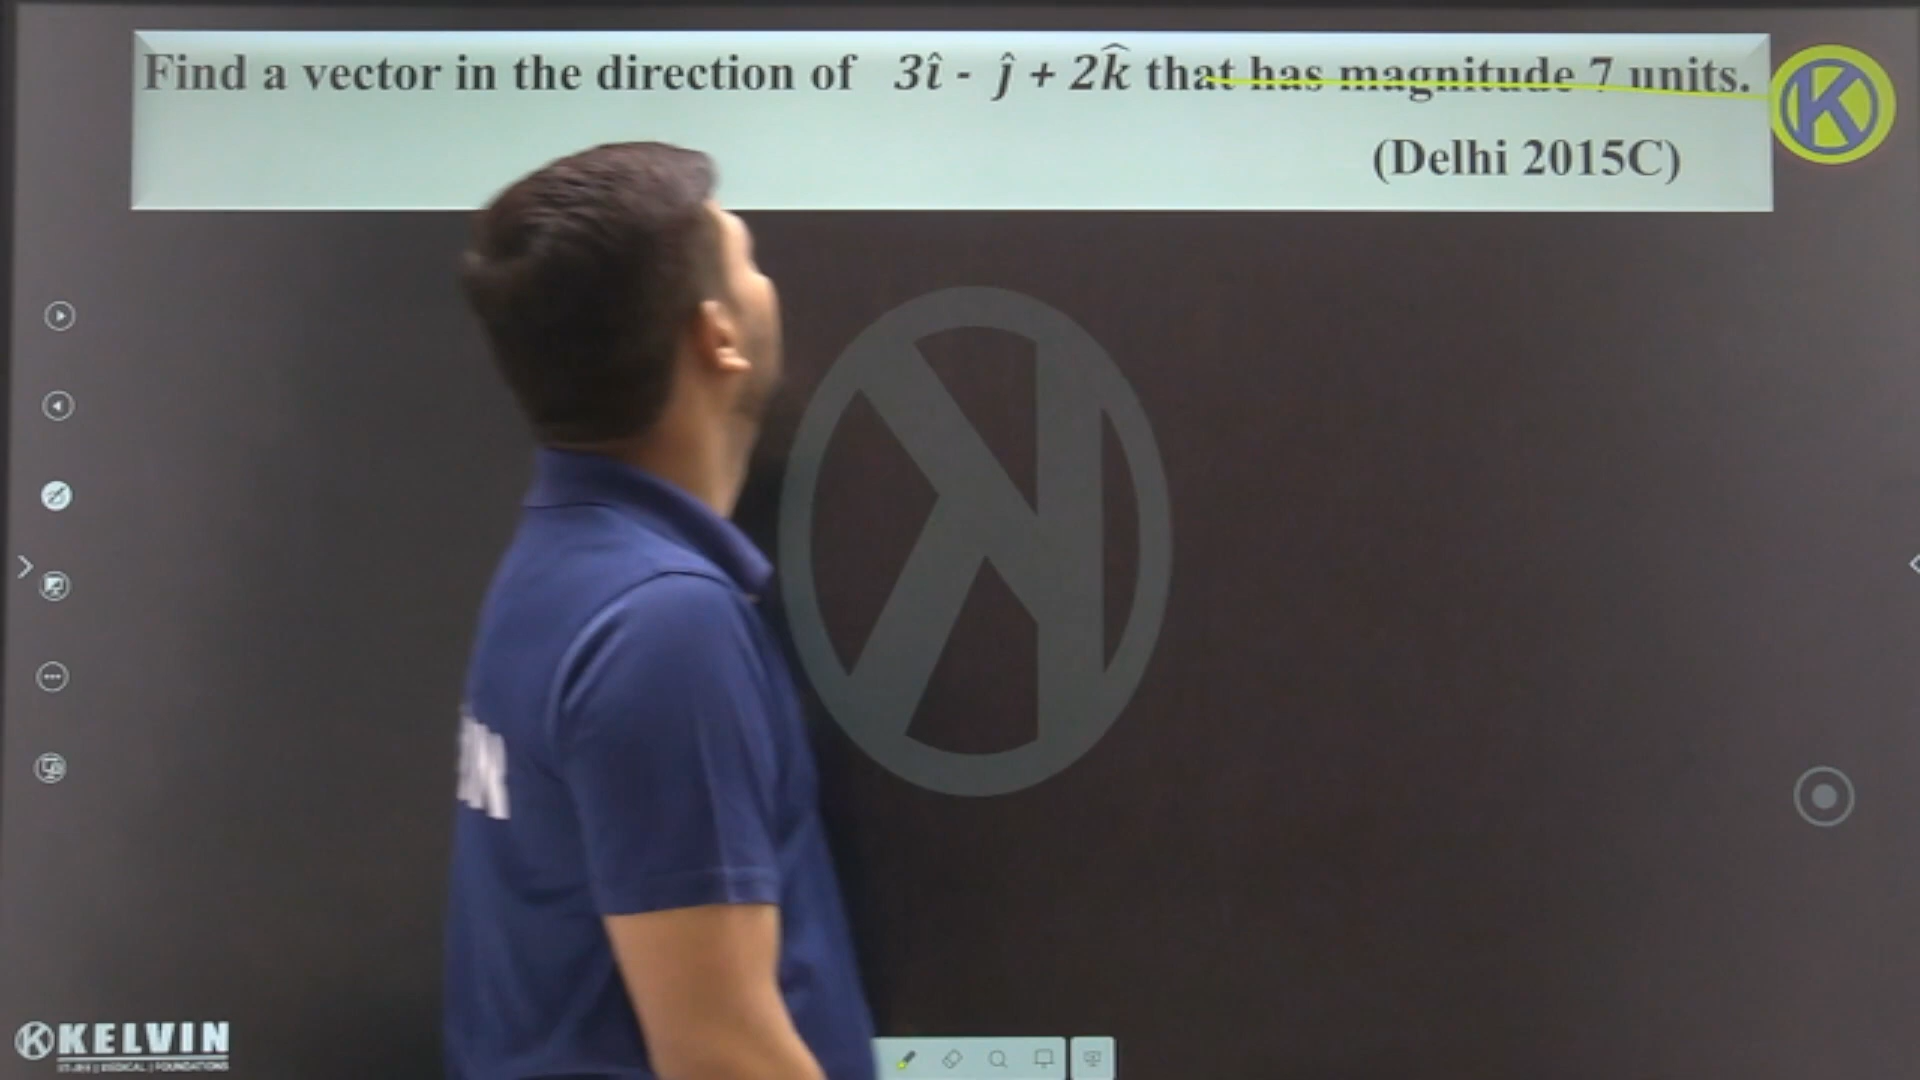 Find a vector in the direction of 3î - ĵ + 2k̂ that has magnitude 7 units.
(Delhi 2015C)
KELVIN